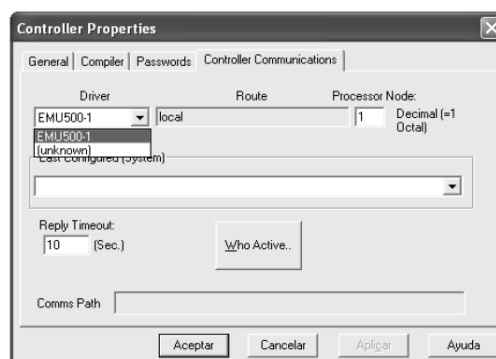 Controller Properties
General Compiler Passwords Controller Communications
Driver Route Processor Node:
EMU500-1 local 1 Decimal (=1
Octal)
EMU500-1
(unknown)
Last Configured (System)
Reply Timeout:
10 (Sec.) Who Active..
Comms Path
Aceptar Cancelar Aplicar Ayuda